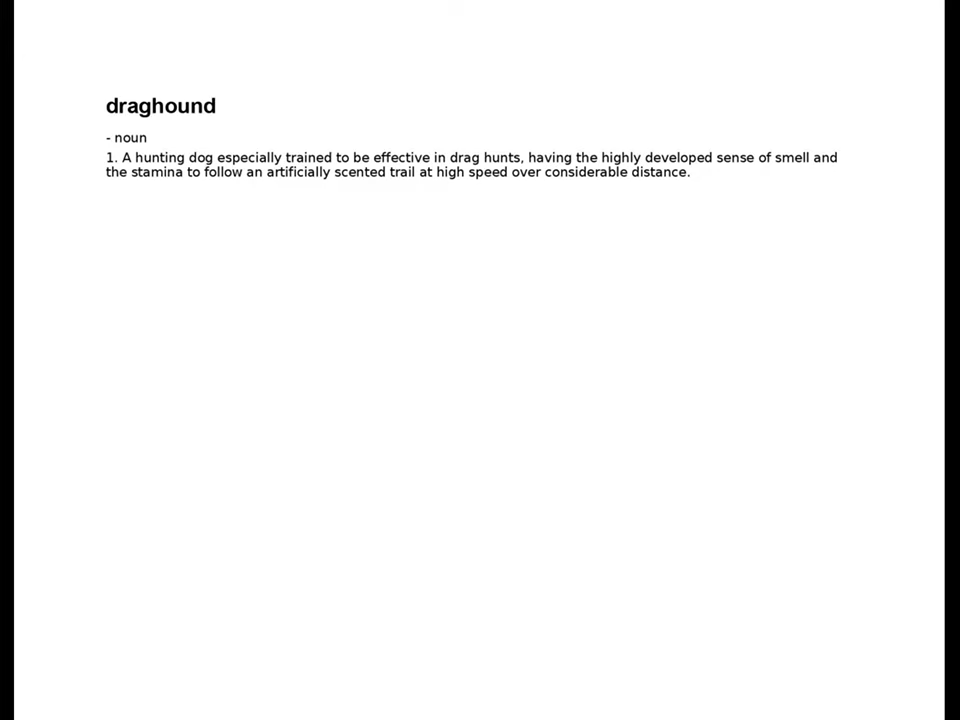 draghound
- noun
1. A hunting dog especially trained to be effective in drag hunts, having the highly developed sense of smell and
the stamina to follow an artificially scented trail at high speed over considerable distance.